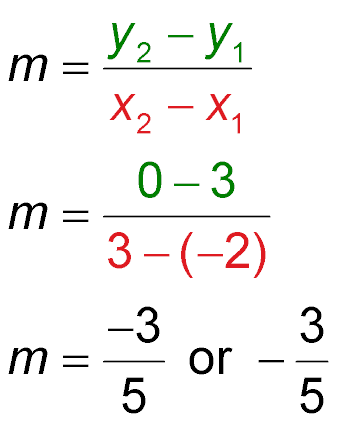 m = (y₂ – y₁) / (x₂ – x₁)
m = (0 – 3) / (3 – (–2))
m = –3/5 or – 3/5